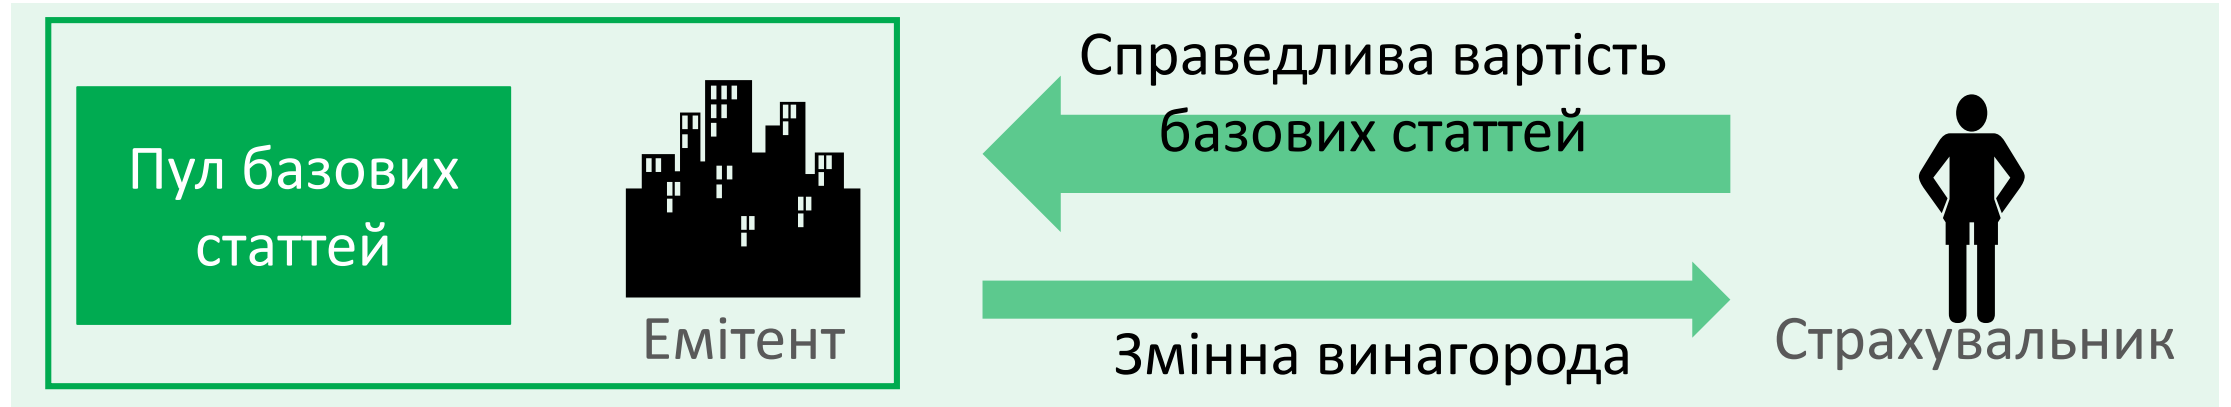 Пул базових
статтей
Емітент
Справедлива вартість
базових статтей
Змінна винагорода
Страхувальник